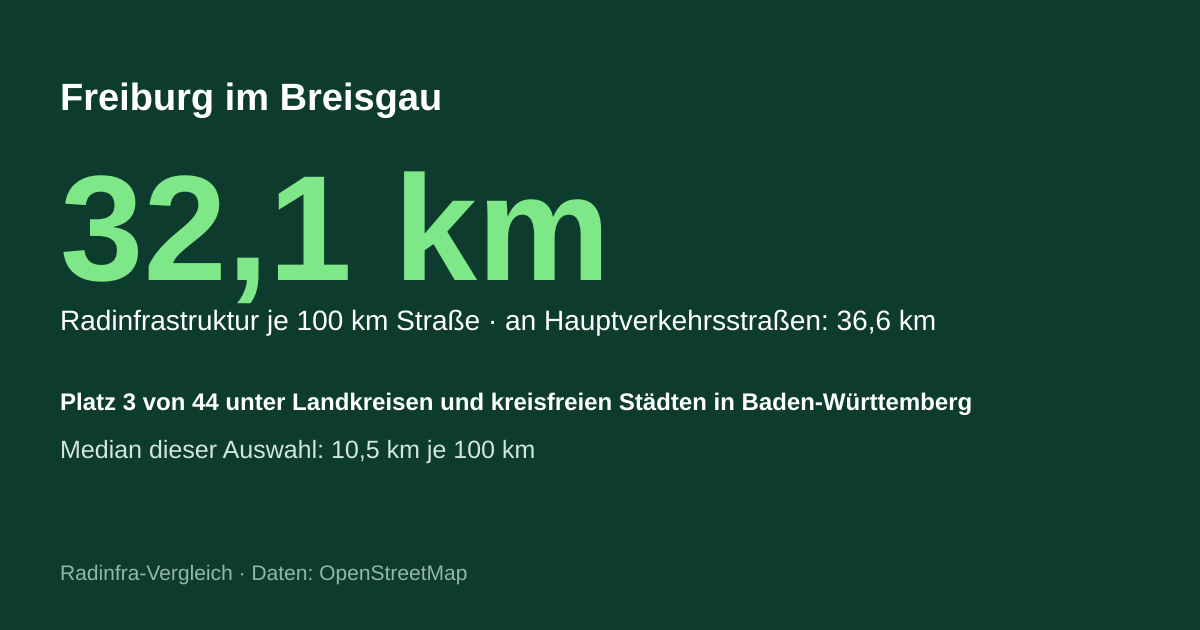 Freiburg im Breisgau
32,1 km
Radinfrastruktur je 100 km Straße · an Hauptverkehrsstraßen: 36,6 km
Platz 3 von 44 unter Landkreisen und kreisfreien Städten in Baden-Württemberg
Median dieser Auswahl: 10,5 km je 100 km
Radinfra-Vergleich · Daten: OpenStreetMap